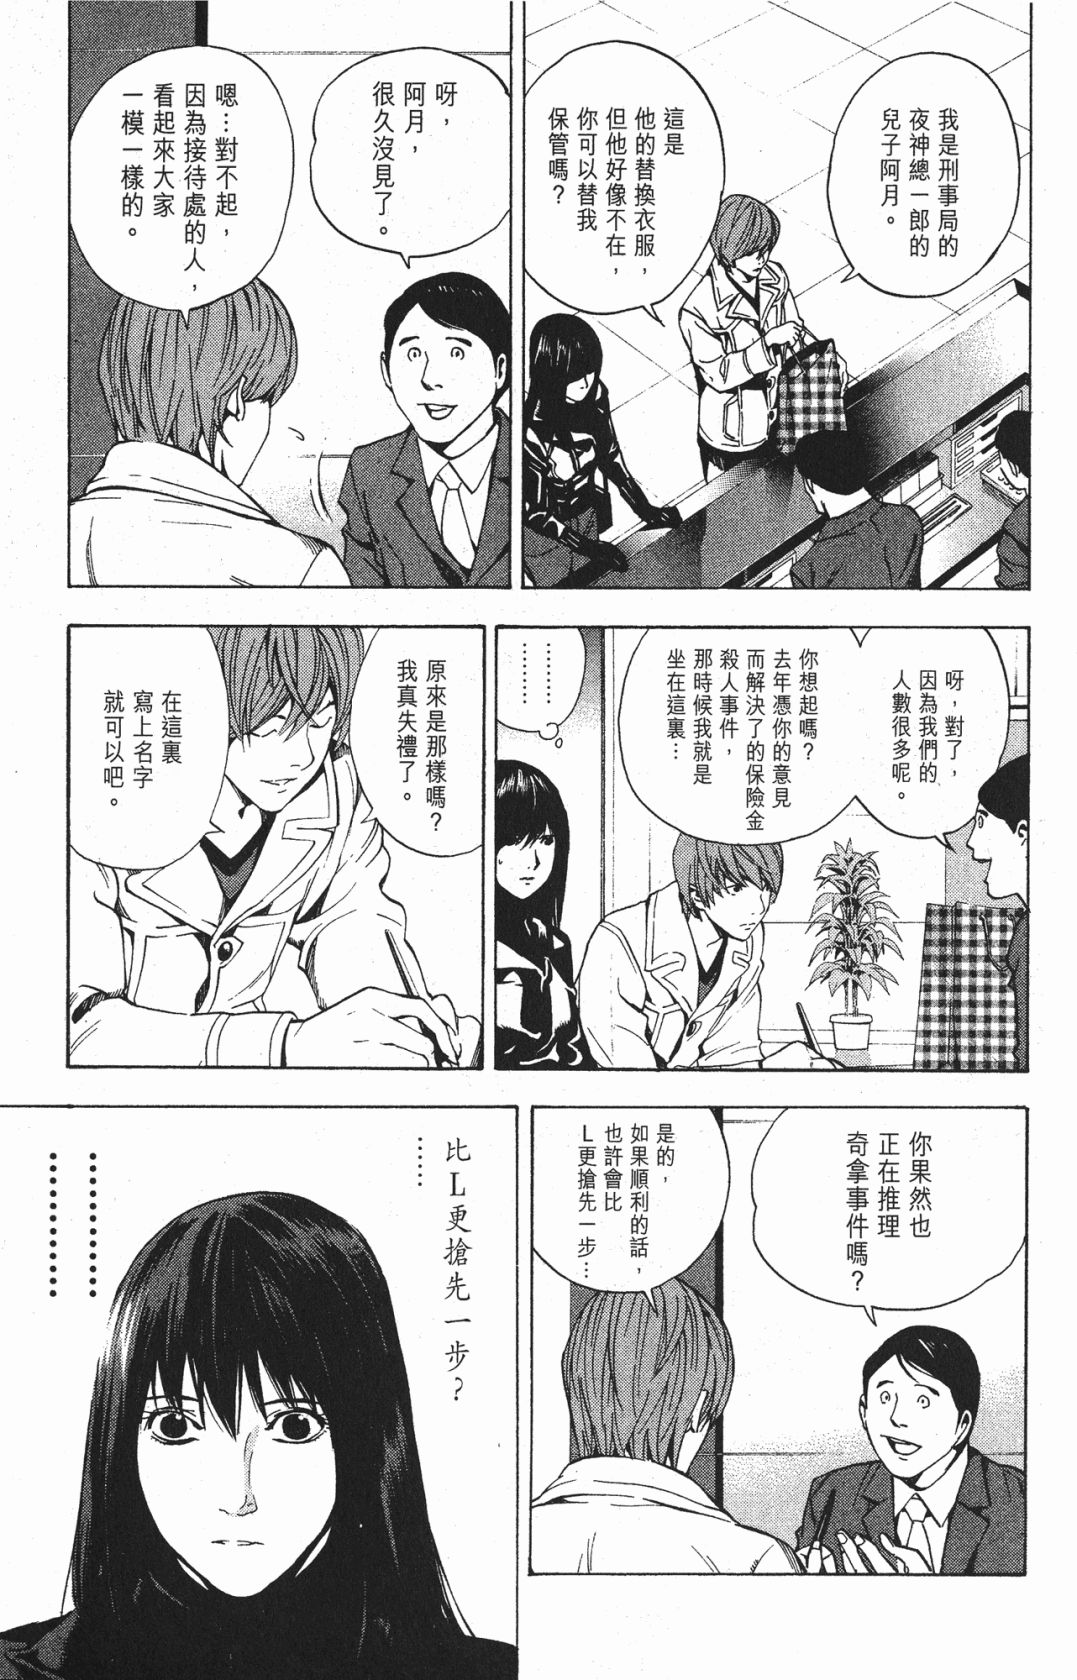 我是刑事局的
夜神總一郎的
兒子阿月。
這是
他的替換衣服，
但他好像不在，
你可以替我
保管嗎？
呀，
阿月，
很久沒見了。
嗯…對不起，
因為接待處的人，
看起來大家
一模一樣的。
呀，對了，
因為我們的
人數很多呢。
你想起嗎？
去年憑你的意見
而解決了的保險金
殺人事件，
那時候我就是
坐在這裏…
………
………
原來是那樣嗎？
我真失禮了。
在這裏
寫上名字
就可以吧。
你果然也
正在推理
奇拿事件嗎？
是的，
如果順利的話，
也許會比
L更搶先一步…
比L更搶先一步？
……
…………
…………